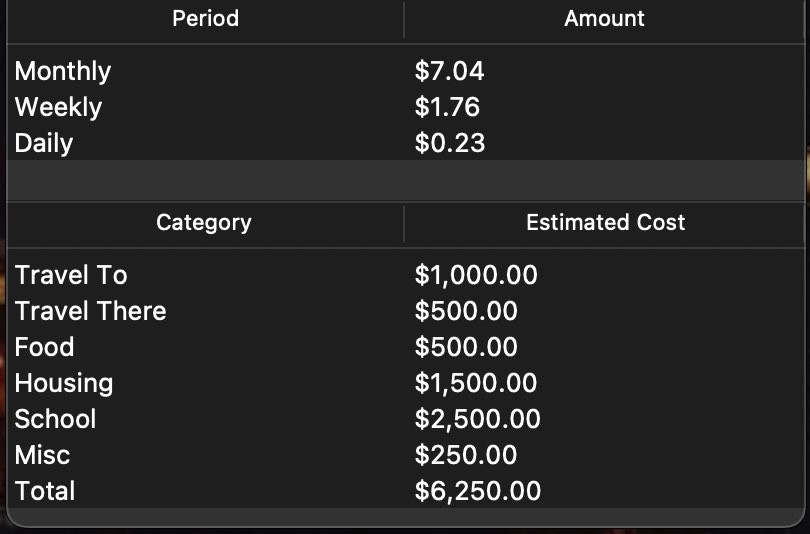 Period Amount
Monthly $7.04
Weekly $1.76
Daily $0.23
Category Estimated Cost
Travel To $1,000.00
Travel There $500.00
Food $500.00
Housing $1,500.00
School $2,500.00
Misc $250.00
Total $6,250.00